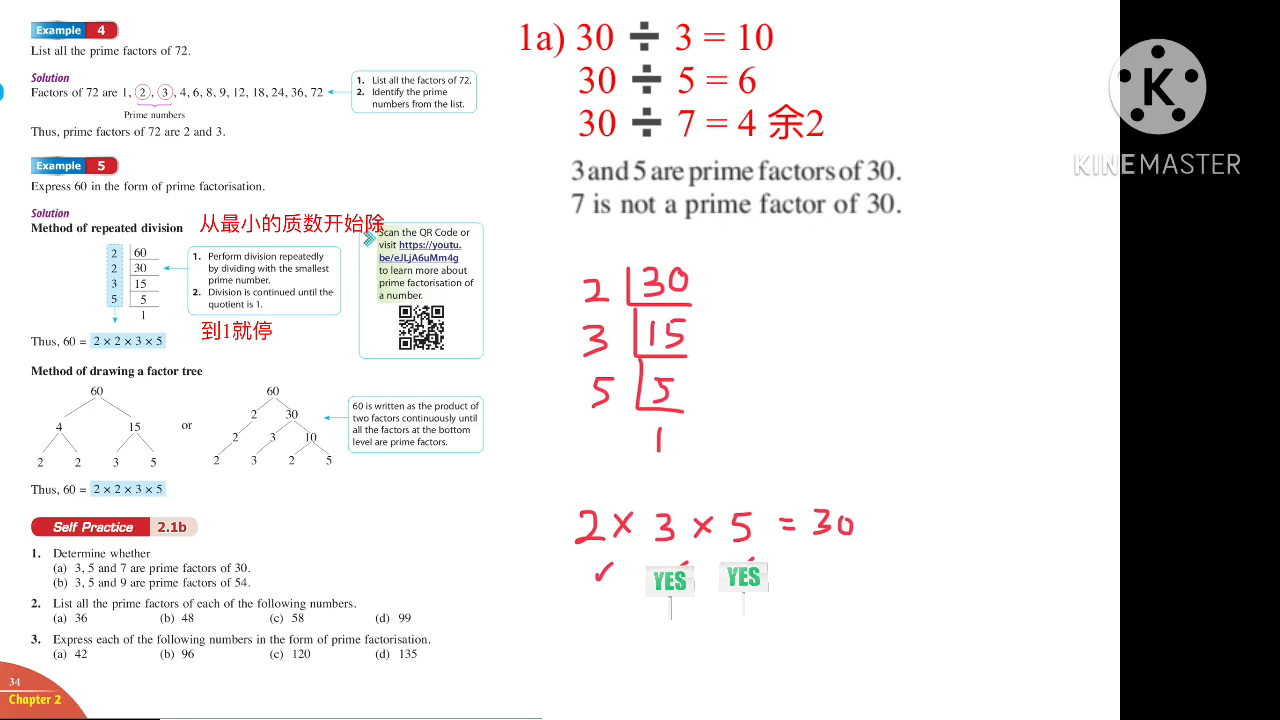 Example 4
List all the prime factors of 72.
Solution
Factors of 72 are 1, 2, 3, 4, 6, 8, 9, 12, 18, 24, 36, 72
Prime numbers
1. List all the factors of 72.
2. Identify the prime
numbers from the list.
Thus, prime factors of 72 are 2 and 3.
Example 5
Express 60 in the form of prime factorisation.
Solution
从最小的质数开始除
Method of repeated division
2 60
2 30
3 15
5 5
1
1. Perform division repeatedly
by dividing with the smallest
prime number.
2. Division is continued until the
quotient is 1.
到1就停
Thus, 60 = 2 × 2 × 3 × 5
Scan the QR Code or
visit https://youtu.
be/eJLjA6uMm4g
to learn more about
prime factorisation of
a number.
Method of drawing a factor tree
60
4 15
2 2 3 5
or
60
2 30
2 3 10
2 3 2 5
60 is written as the product of
two factors continuously until
all the factors at the bottom
level are prime factors.
Thus, 60 = 2 × 2 × 3 × 5
Self Practice 2.1b
1. Determine whether
(a) 3, 5 and 7 are prime factors of 30.
(b) 3, 5 and 9 are prime factors of 54.
2. List all the prime factors of each of the following numbers.
(a) 36 (b) 48 (c) 58 (d) 99
3. Express each of the following numbers in the form of prime factorisation.
(a) 42 (b) 96 (c) 120 (d) 135
34
Chapter 2
1a) 30 ÷ 3 = 10
30 ÷ 5 = 6
30 ÷ 7 = 4 余2
3 and 5 are prime factors of 30.
7 is not a prime factor of 30.
2 30
3 15
5 5
1
2 × 3 × 5 = 30
YES YES
K
KINEMASTER